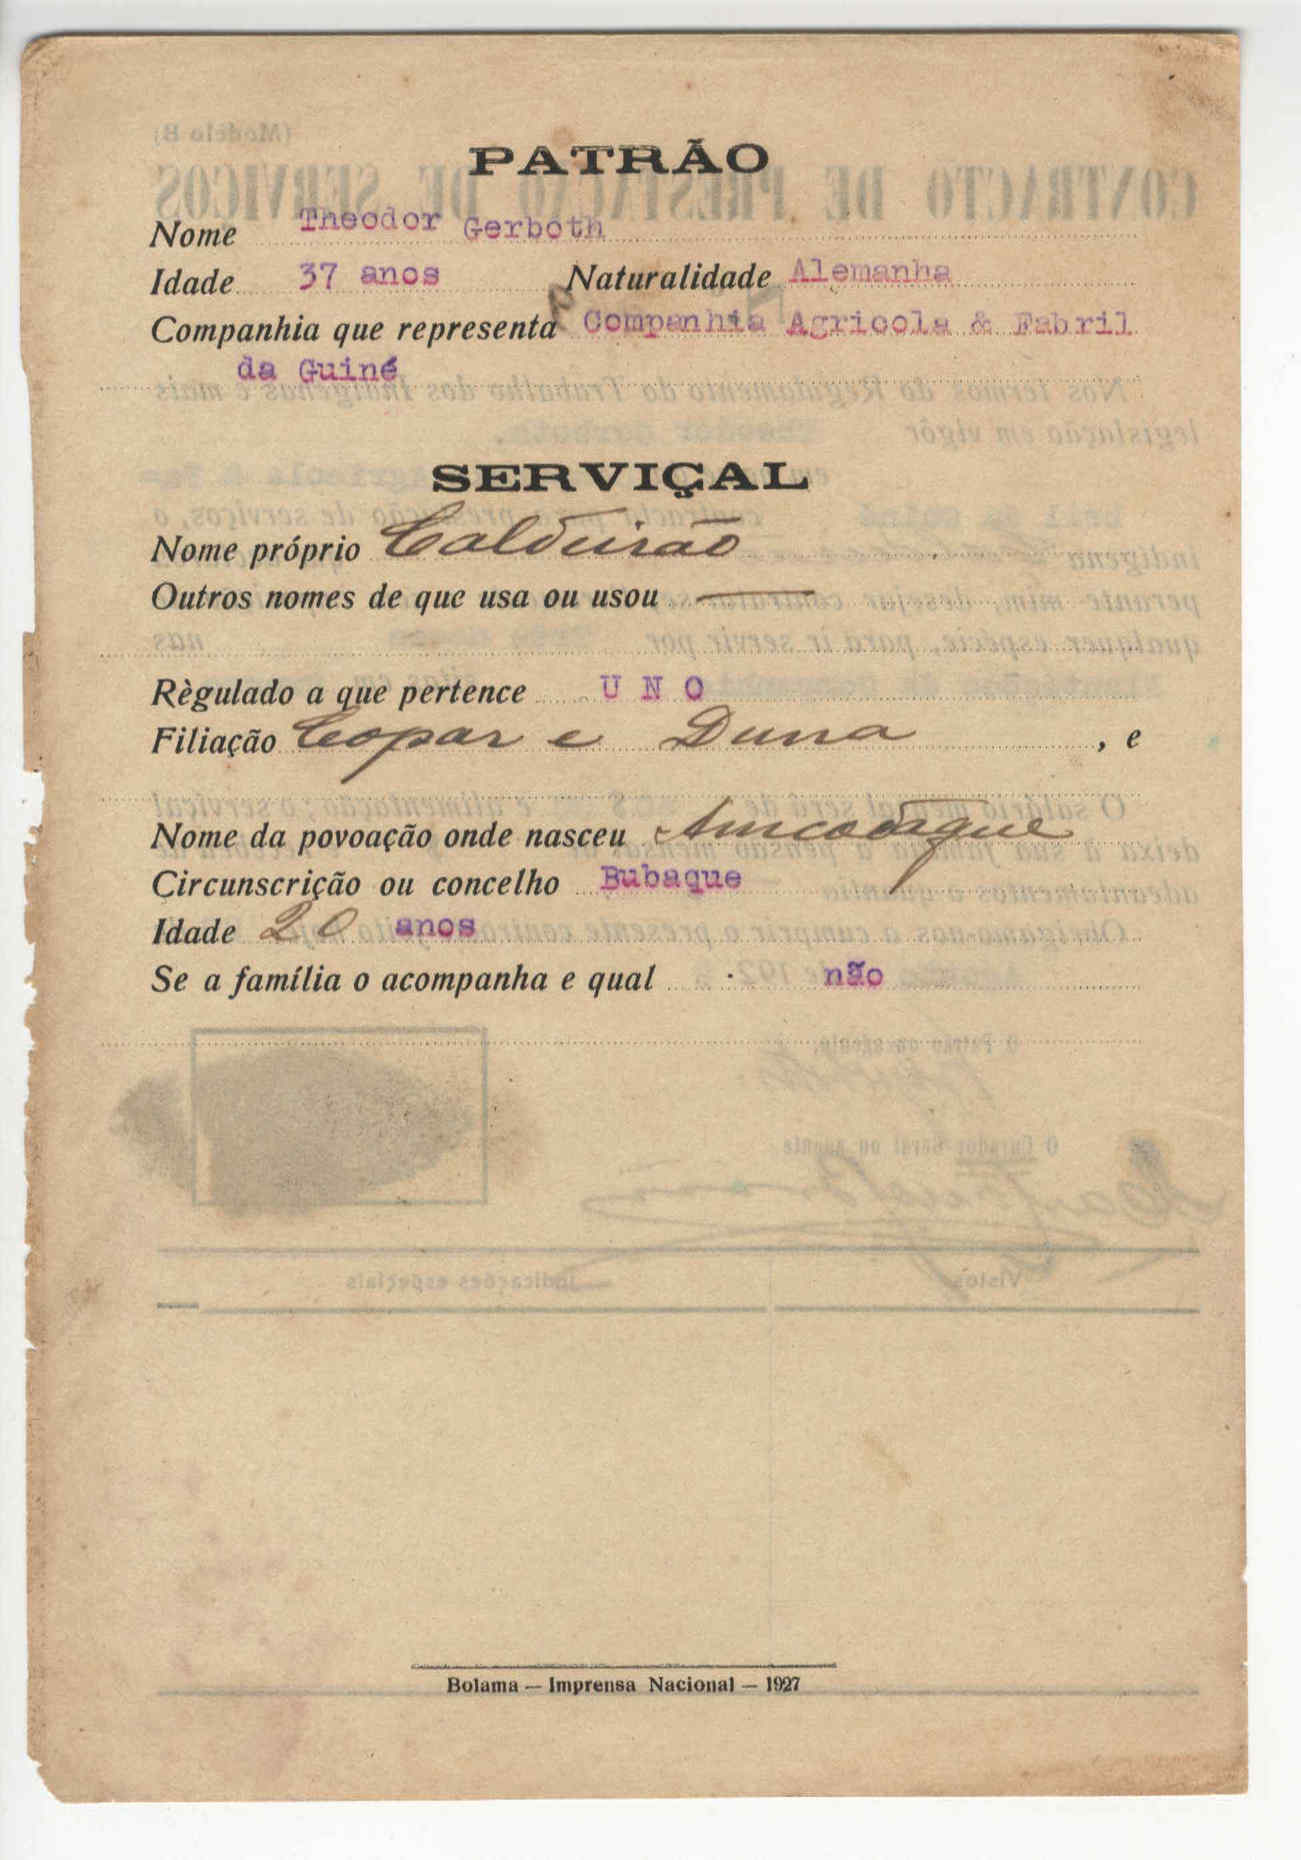 PATRÃO
Nome Theodor Gerboth
Idade 37 anos Naturalidade Alemanha
Companhia que representa Companhia Agricola & Fabril
da Guiné
SERVIÇAL
Nome próprio Caldeirão
Outros nomes de que usa ou usou —
Règulado a que pertence U N O
Filiação Copar e Duna, e
Nome da povoação onde nasceu
Circunscrição ou concelho Bubaque
Idade 20 anos
Se a família o acompanha e qual não
Bolama — Imprensa Nacional — 1927